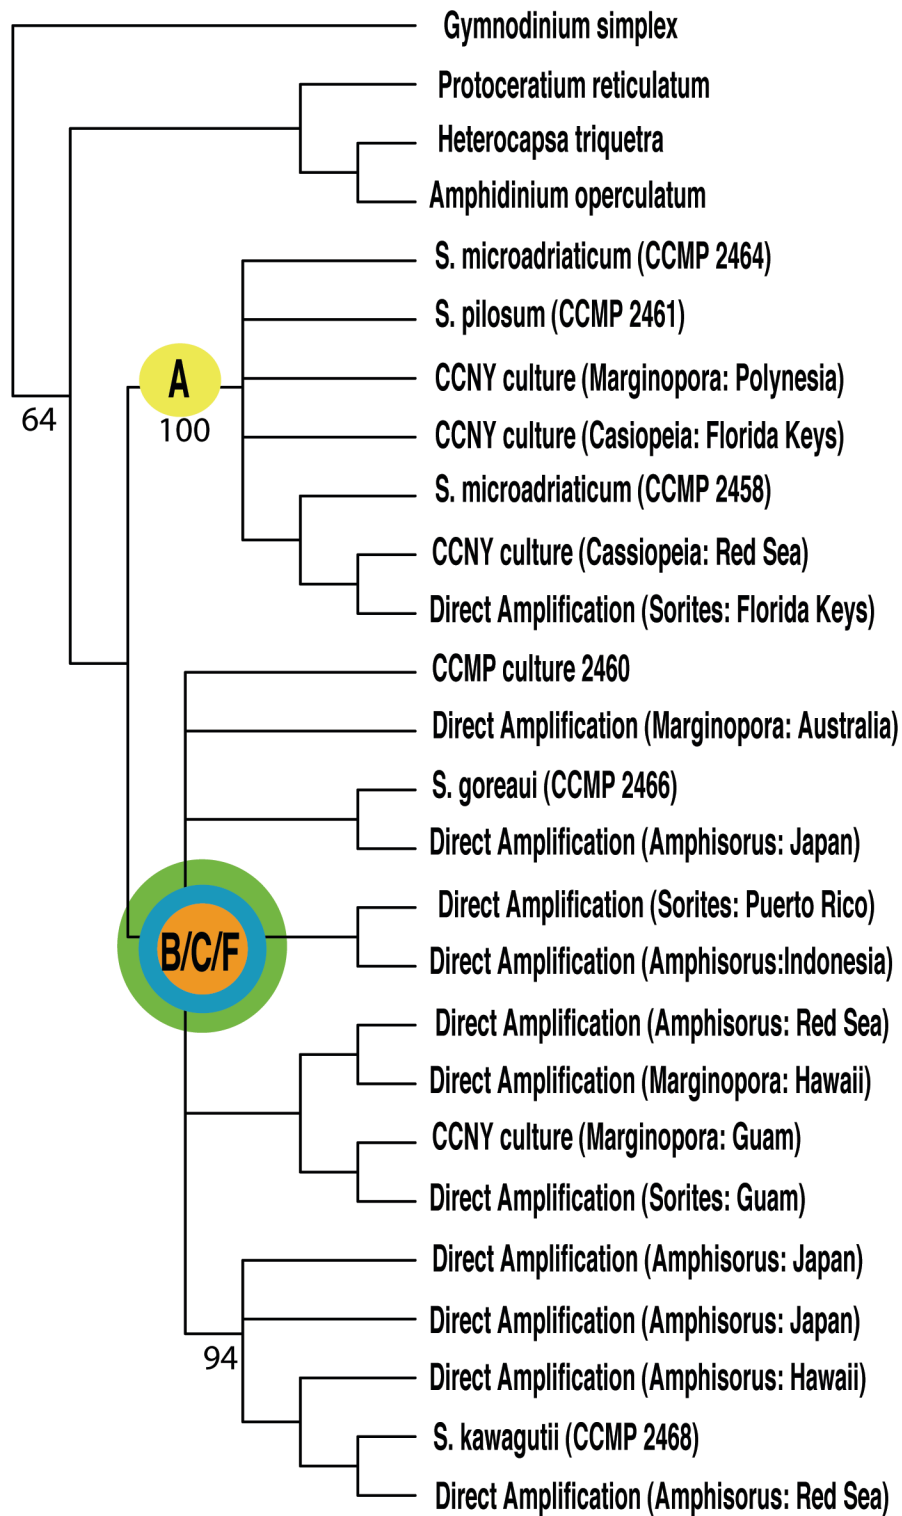 Gymnodinium simplex
Protoceratium reticulatum
Heterocapsa triquetra
Amphidinium operculatum
S. microadriaticum (CCMP 2464)
S. pilosum (CCMP 2461)
A
CCNY culture (Marginopora: Polynesia)
64
100
CCNY culture (Casiopeia: Florida Keys)
S. microadriaticum (CCMP 2458)
CCNY culture (Cassiopeia: Red Sea)
Direct Amplification (Sorites: Florida Keys)
CCMP culture 2460
Direct Amplification (Marginopora: Australia)
S. goreaui (CCMP 2466)
Direct Amplification (Amphisorus: Japan)
Direct Amplification (Sorites: Puerto Rico)
B/C/F
Direct Amplification (Amphisorus:Indonesia)
Direct Amplification (Amphisorus: Red Sea)
Direct Amplification (Marginopora: Hawaii)
CCNY culture (Marginopora: Guam)
Direct Amplification (Sorites: Guam)
Direct Amplification (Amphisorus: Japan)
Direct Amplification (Amphisorus: Japan)
94
Direct Amplification (Amphisorus: Hawaii)
S. kawagutii (CCMP 2468)
Direct Amplification (Amphisorus: Red Sea)